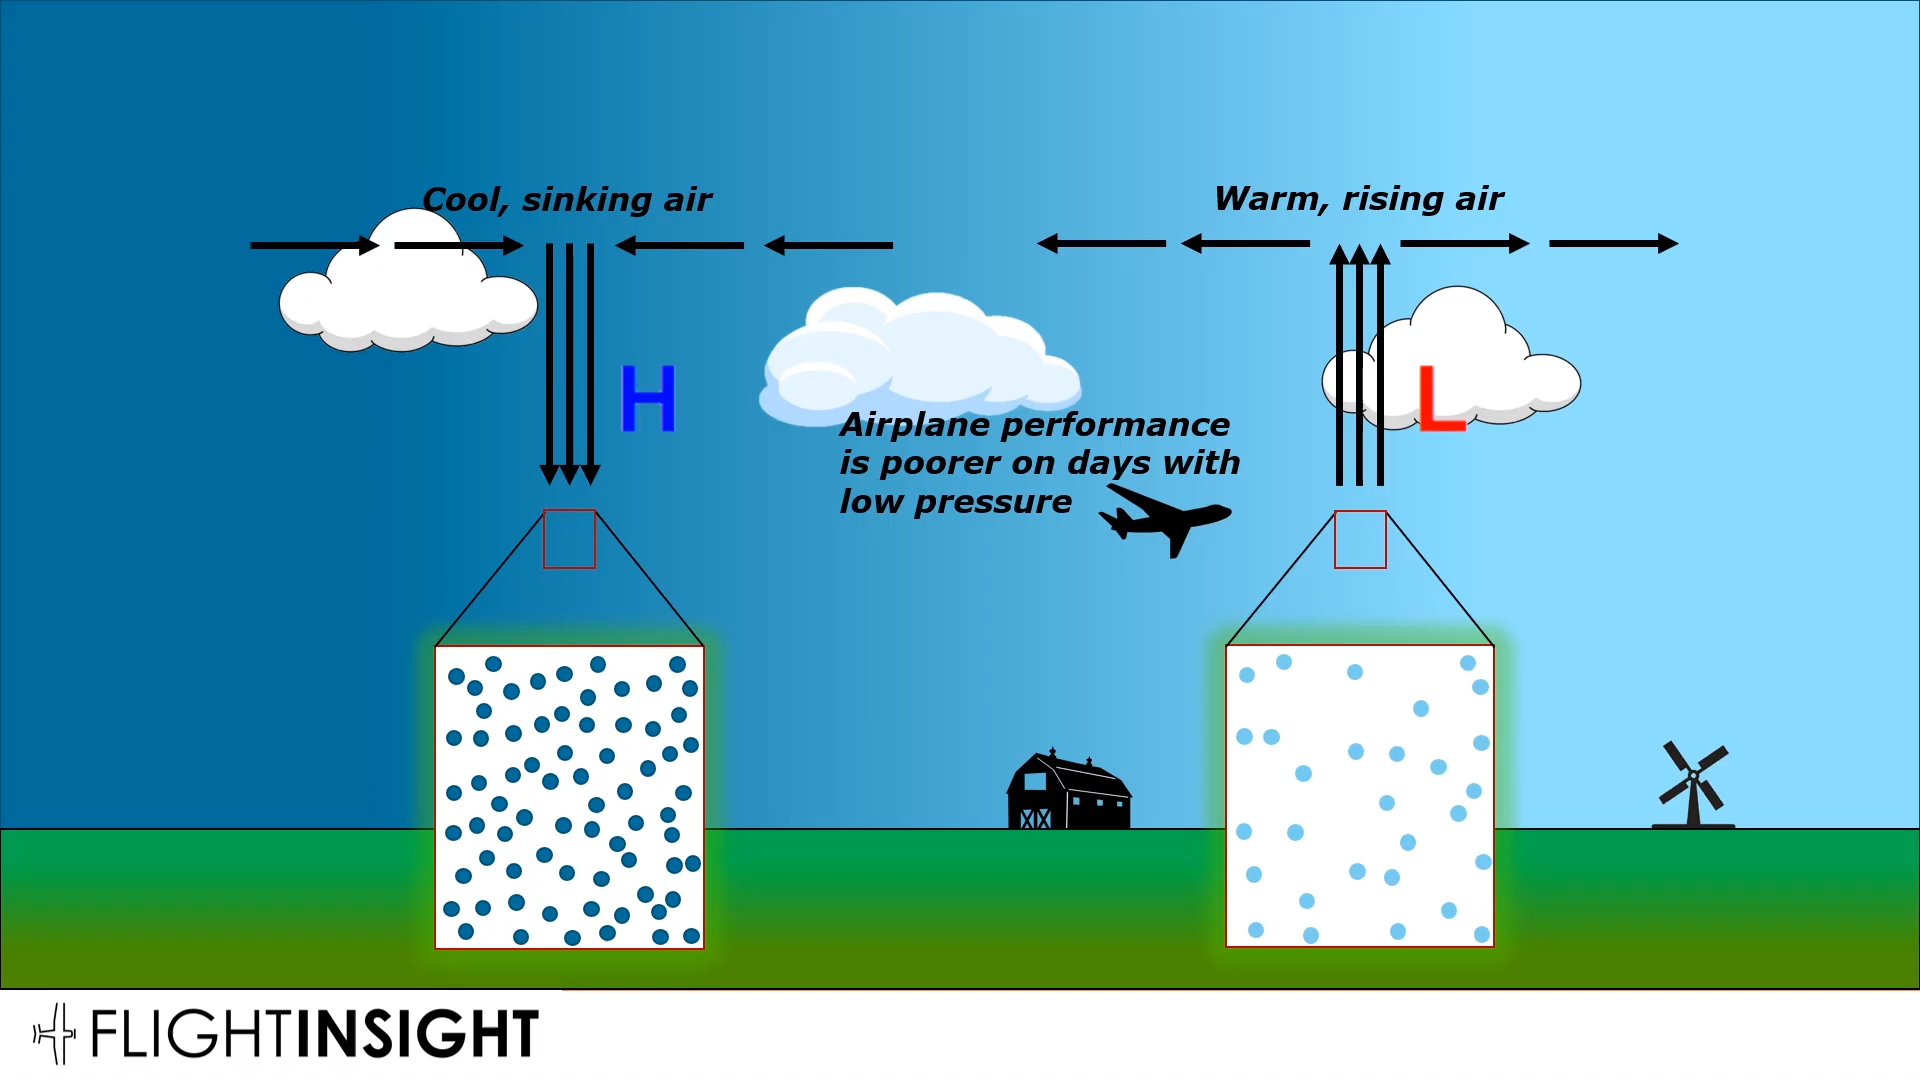 Cool, sinking air
Warm, rising air
H
L
Airplane performance
is poorer on days with
low pressure
FLIGHTINSIGHT